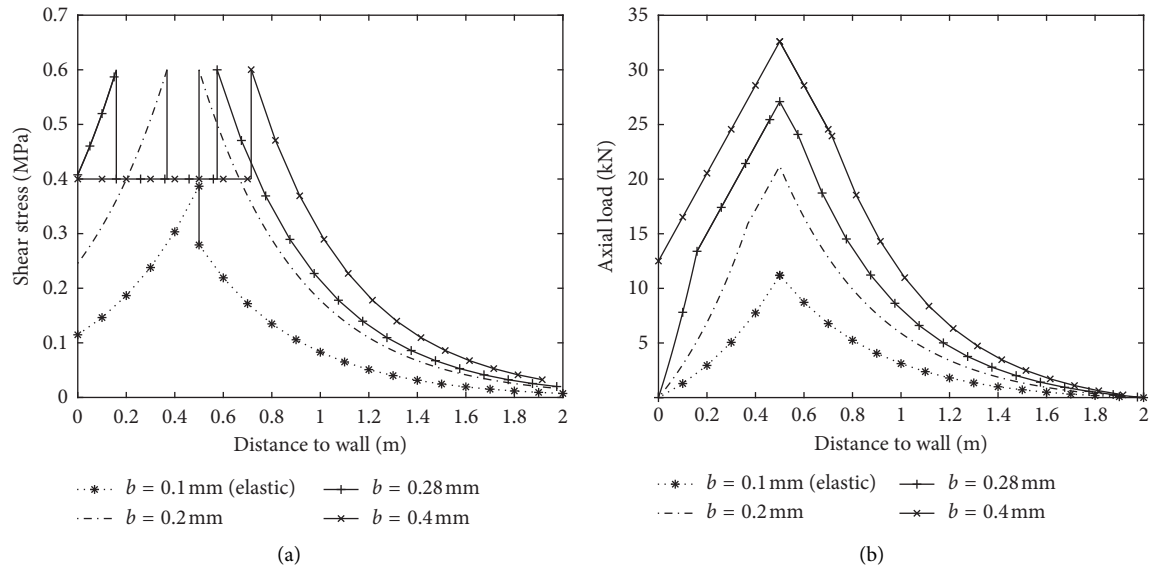 0.7
0.6
0.5
0.4
0.3
0.2
0.1
0
Shear stress (MPa)
0 0.2 0.4 0.6 0.8 1 1.2 1.4 1.6 1.8 2
Distance to wall (m)
b = 0.1 mm (elastic)
b = 0.2 mm
b = 0.28 mm
b = 0.4 mm
(a)
35
30
25
20
15
10
5
0
Axial load (kN)
0 0.2 0.4 0.6 0.8 1 1.2 1.4 1.6 1.8 2
Distance to wall (m)
b = 0.1 mm (elastic)
b = 0.2 mm
b = 0.28 mm
b = 0.4 mm
(b)